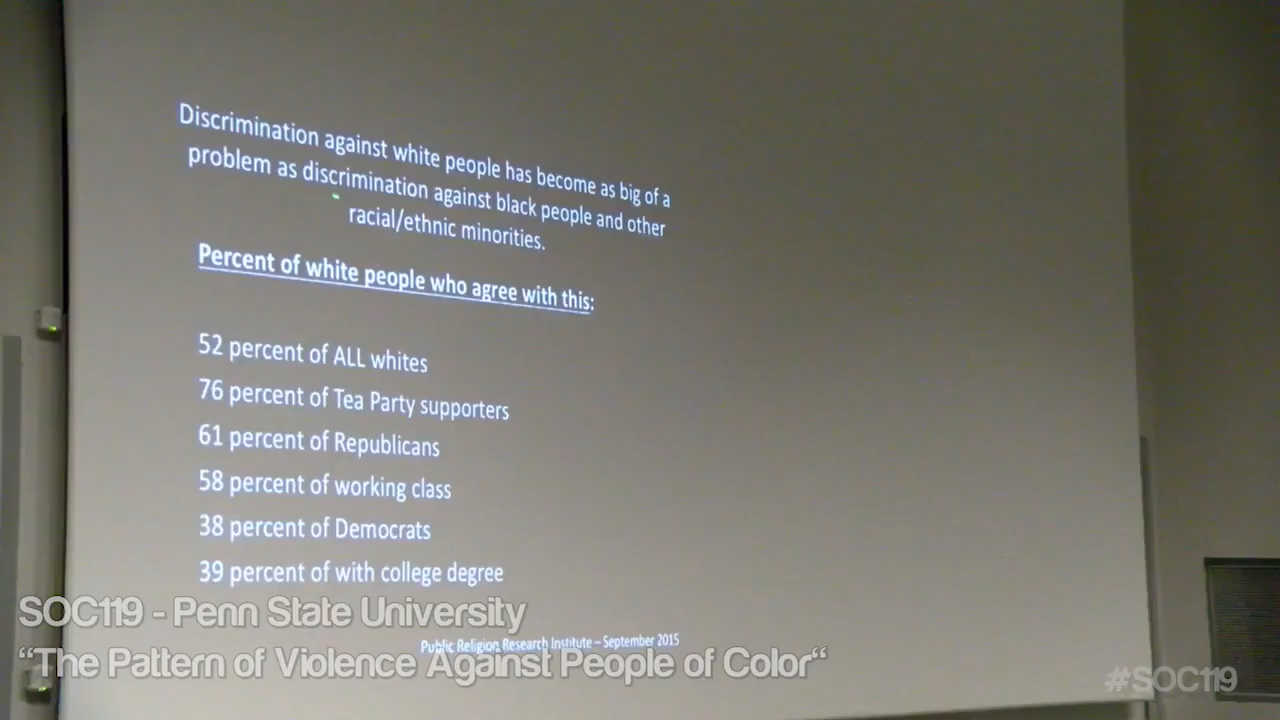 Discrimination against white people has become as big of a
problem as discrimination against black people and other
racial/ethnic minorities.
Percent of white people who agree with this:
52 percent of ALL whites
76 percent of Tea Party supporters
61 percent of Republicans
58 percent of working class
38 percent of Democrats
39 percent of with college degree
SOC119 - Penn State University
Public Religion Research Institute – September 2015
“The Pattern of Violence Against People of Color“
#SOC119